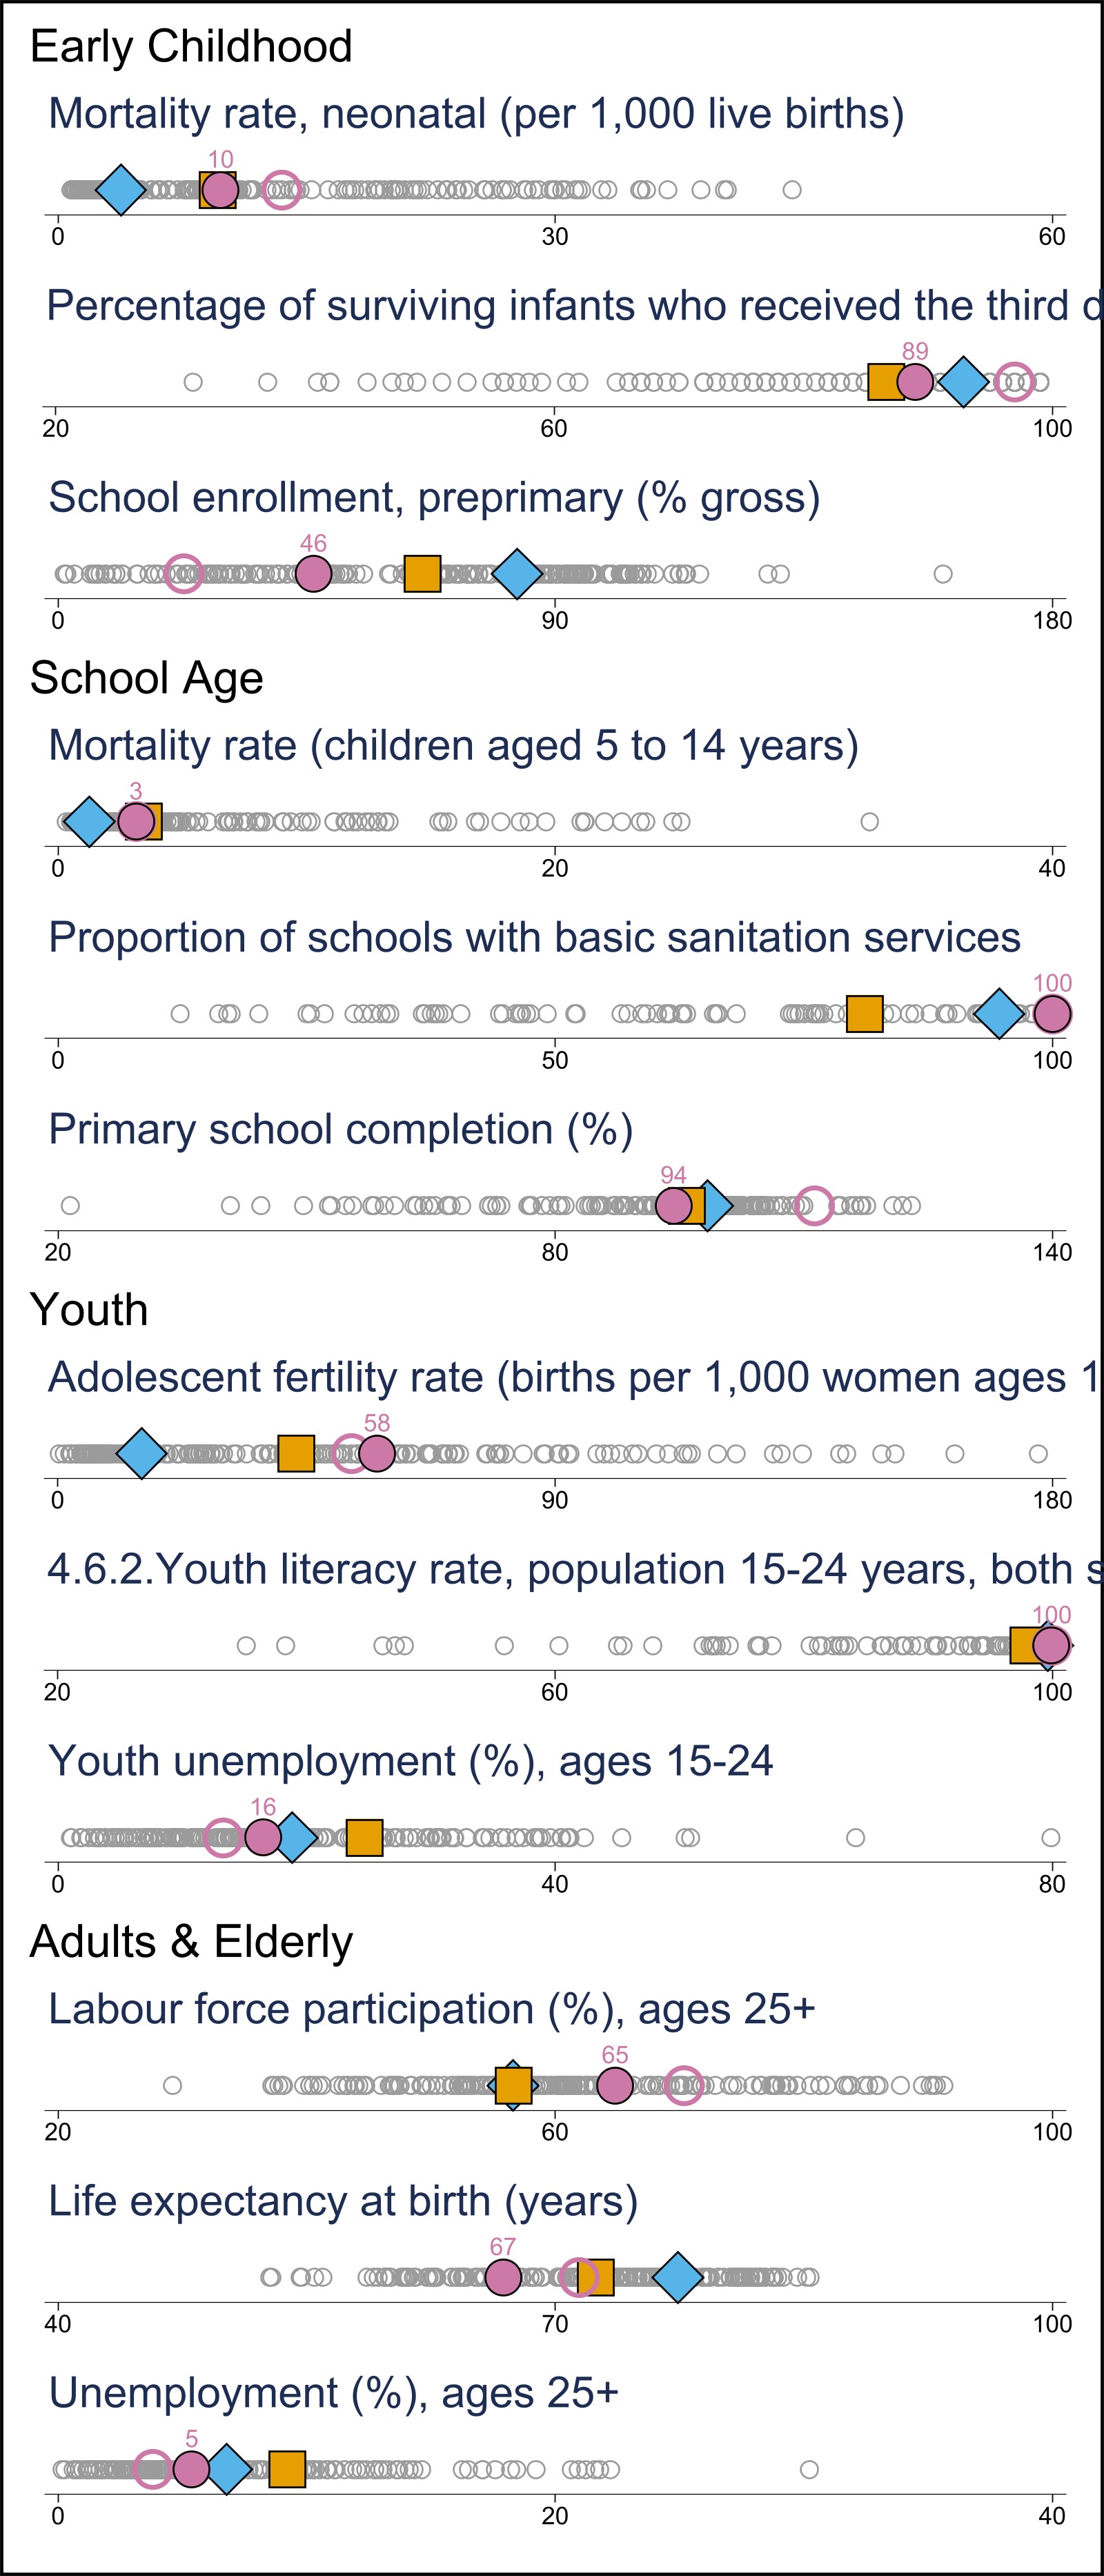 Early Childhood
Mortality rate, neonatal (per 1,000 live births)
10
0 30 60
Percentage of surviving infants who received the third d
89
20 60 100
School enrollment, preprimary (% gross)
46
0 90 180
School Age
Mortality rate (children aged 5 to 14 years)
3
0 20 40
Proportion of schools with basic sanitation services
100
0 50 100
Primary school completion (%)
94
20 80 140
Youth
Adolescent fertility rate (births per 1,000 women ages 1
58
0 90 180
4.6.2.Youth literacy rate, population 15-24 years, both s
100
20 60 100
Youth unemployment (%), ages 15-24
16
0 40 80
Adults & Elderly
Labour force participation (%), ages 25+
65
20 60 100
Life expectancy at birth (years)
67
40 70 100
Unemployment (%), ages 25+
5
0 20 40